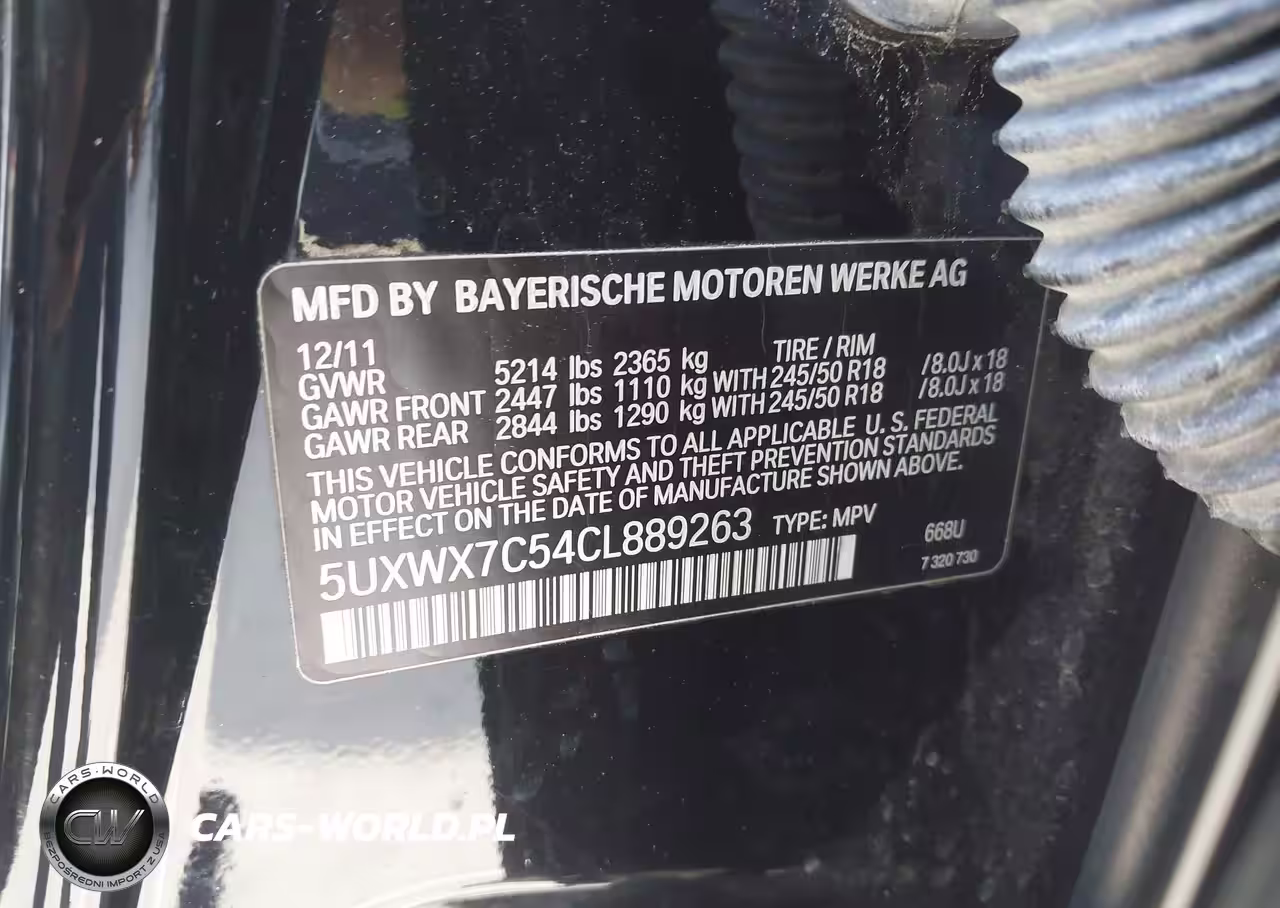 MFD BY BAYERISCHE MOTOREN WERKE AG
12/11 TIRE / RIM
GVWR 5214 lbs 2365 kg
GAWR FRONT 2447 lbs 1110 kg WITH 245/50 R18 /8.0J x 18
GAWR REAR 2844 lbs 1290 kg WITH 245/50 R18 /8.0J x 18
THIS VEHICLE CONFORMS TO ALL APPLICABLE U. S. FEDERAL
MOTOR VEHICLE SAFETY AND THEFT PREVENTION STANDARDS
IN EFFECT ON THE DATE OF MANUFACTURE SHOWN ABOVE.
5UXWX7C54CL889263 TYPE: MPV 668U
7 320 730
CARS-WORLD
CW
BEZPOŚREDNI IMPORT Z USA
CARS-WORLD.PL